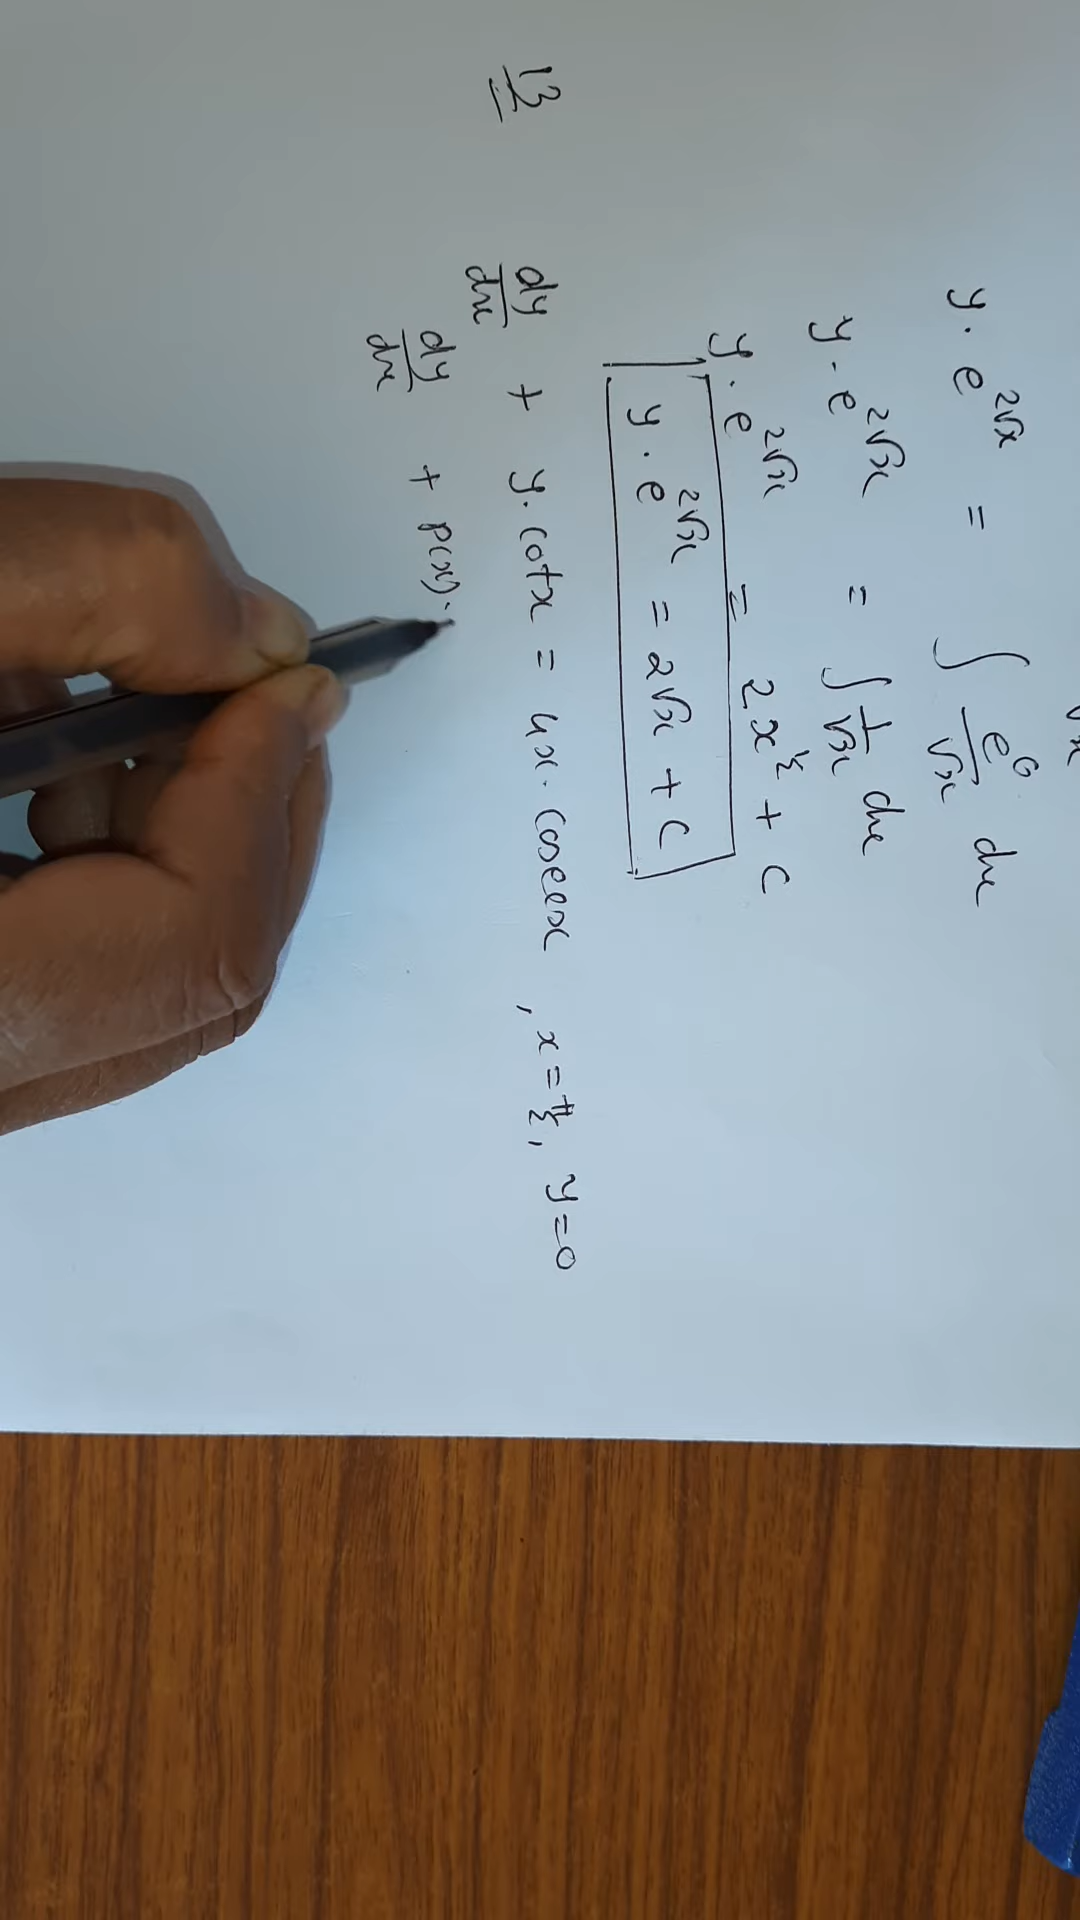 y · e^{2√x} = ∫ e^0/√x dx
y · e^{2√x} = ∫ 1/√x dx
y · e^{2√x} = 2x^{1/2} + C
y · e^{2√x} = 2√x + C
13 dy/dx + y · cotx = 4x · cosecx , x = π/2 , y = 0
dy/dx + P(x) ·